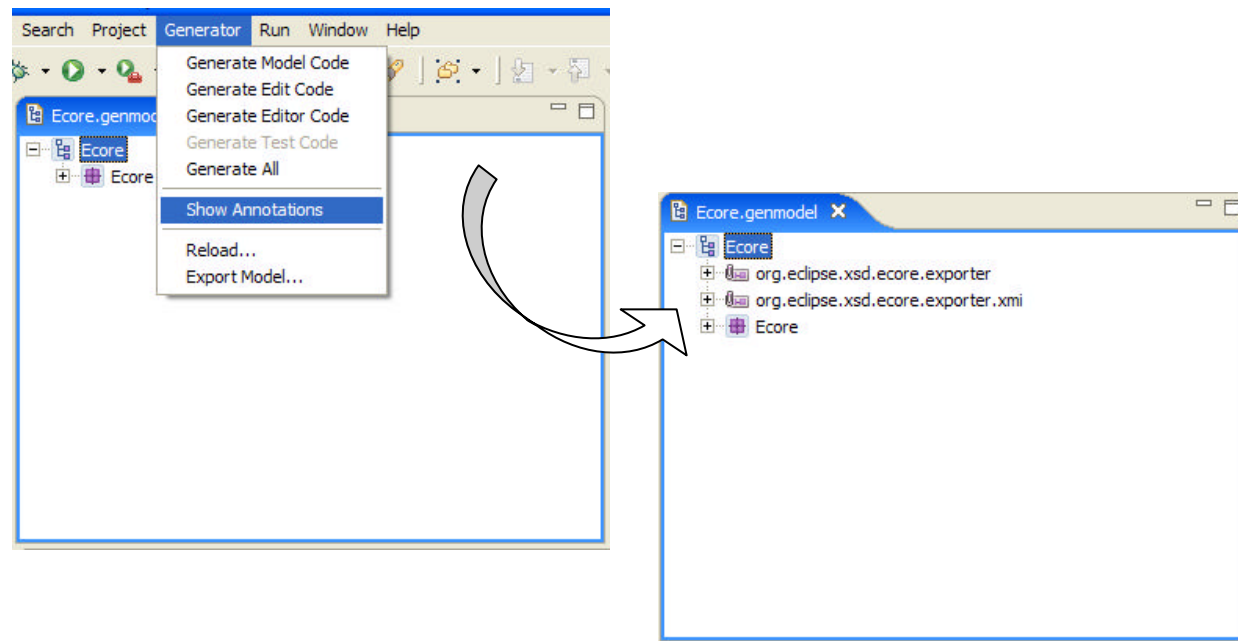 Search Project Generator Run Window Help
Generate Model Code
Generate Edit Code
Generate Editor Code
Generate Test Code
Generate All
Show Annotations
Reload...
Export Model...
Ecore.genmod
Ecore
Ecore
Ecore.genmodel
Ecore
org.eclipse.xsd.ecore.exporter
org.eclipse.xsd.ecore.exporter.xmi
Ecore